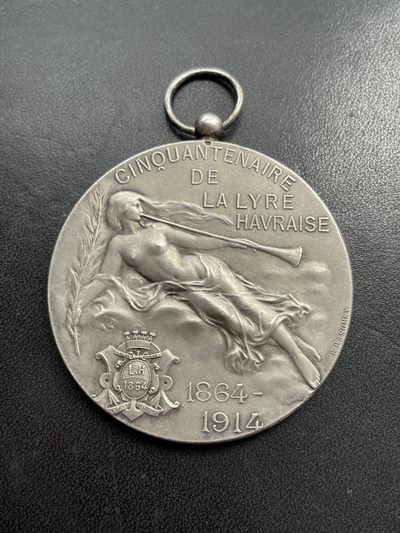 CINQUANTENAIRE
DE
LA LYRE
HAVRAISE
L H
1864
1864-
1914